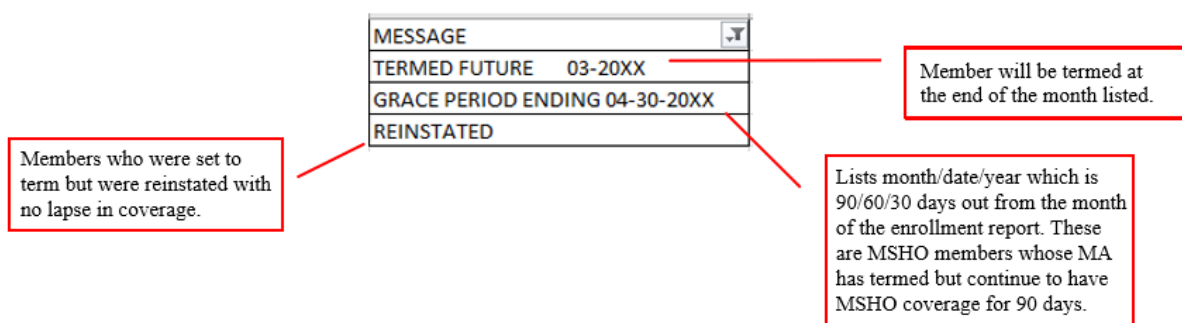 MESSAGE
TERMED FUTURE 03-20XX
GRACE PERIOD ENDING 04-30-20XX
REINSTATED
Member will be termed at
the end of the month listed.
Members who were set to
term but were reinstated with
no lapse in coverage.
Lists month/date/year which is
90/60/30 days out from the month
of the enrollment report. These
are MSHO members whose MA
has termed but continue to have
MSHO coverage for 90 days.